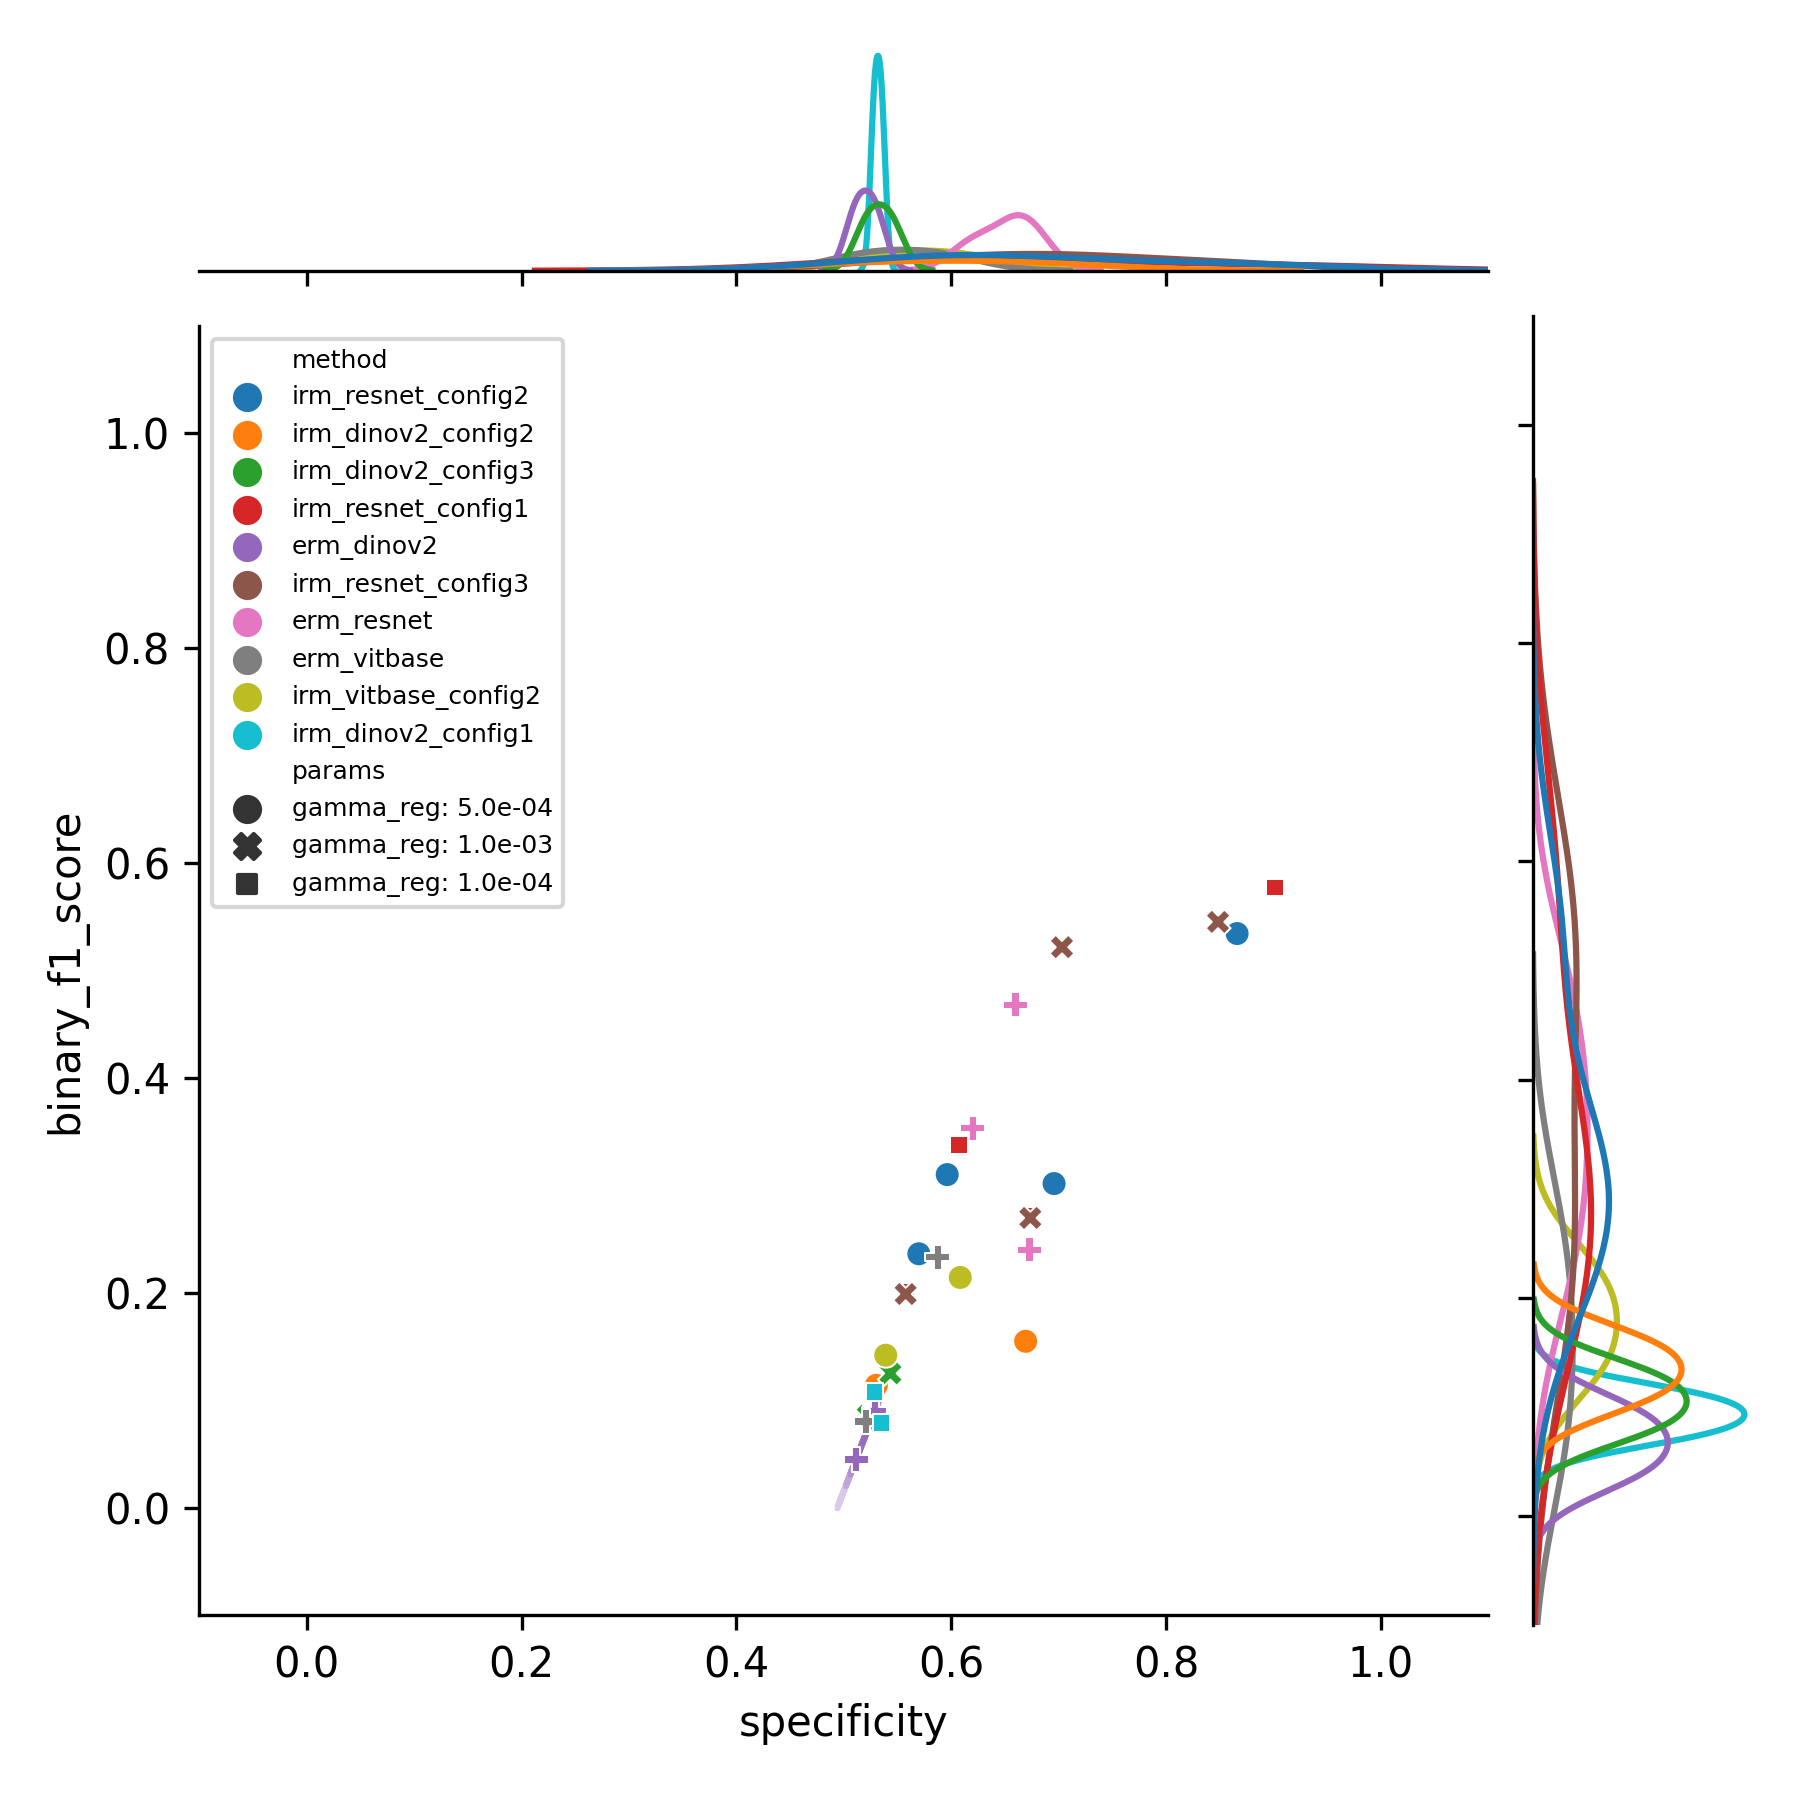 method
irm_resnet_config2
irm_dinov2_config2
irm_dinov2_config3
irm_resnet_config1
erm_dinov2
irm_resnet_config3
erm_resnet
erm_vitbase
irm_vitbase_config2
irm_dinov2_config1
params
gamma_reg: 5.0e-04
gamma_reg: 1.0e-03
gamma_reg: 1.0e-04
binary_f1_score
1.0
0.8
0.6
0.4
0.2
0.0
0.0 0.2 0.4 0.6 0.8 1.0
specificity